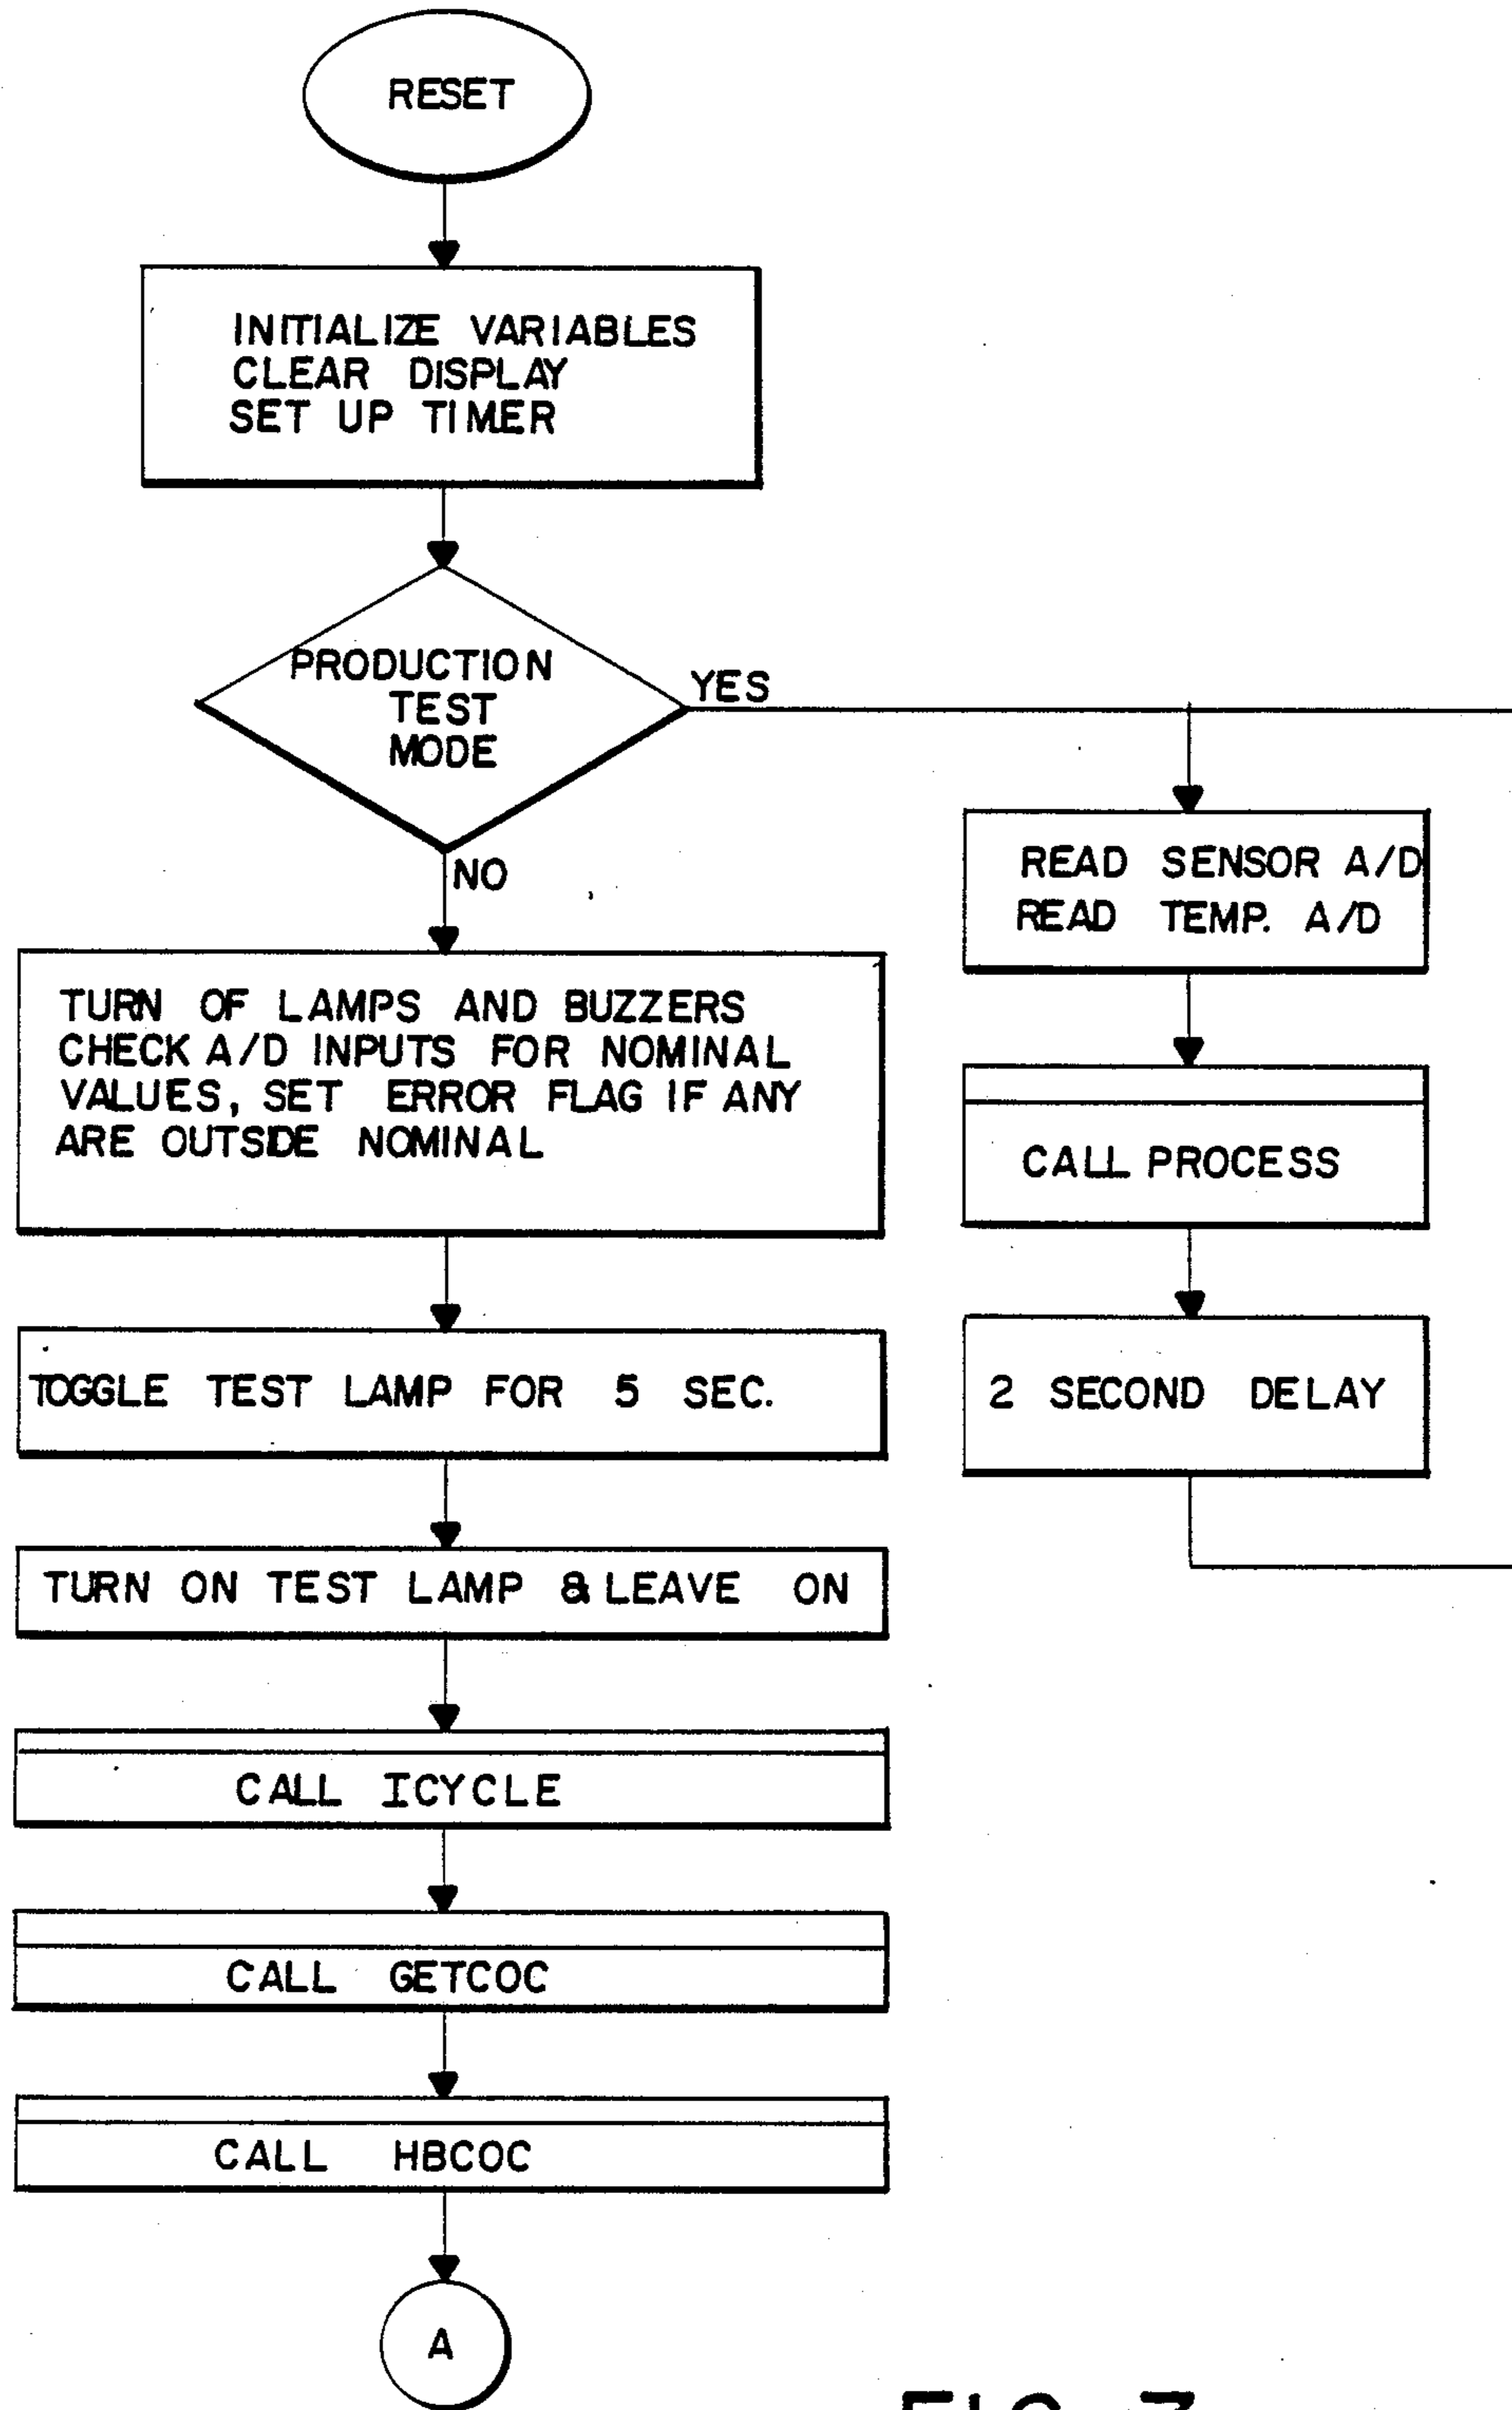 RESET
INITIALIZE VARIABLES
CLEAR DISPLAY
SET UP TIMER
PRODUCTION
TEST
MODE
YES
NO
TURN OF LAMPS AND BUZZERS
CHECK A/D INPUTS FOR NOMINAL
VALUES, SET ERROR FLAG IF ANY
ARE OUTSIDE NOMINAL
TOGGLE TEST LAMP FOR 5 SEC.
TURN ON TEST LAMP & LEAVE ON
CALL ICYCLE
CALL GETCOC
CALL HBCOC
A
READ SENSOR A/D
READ TEMP. A/D
CALL PROCESS
2 SECOND DELAY